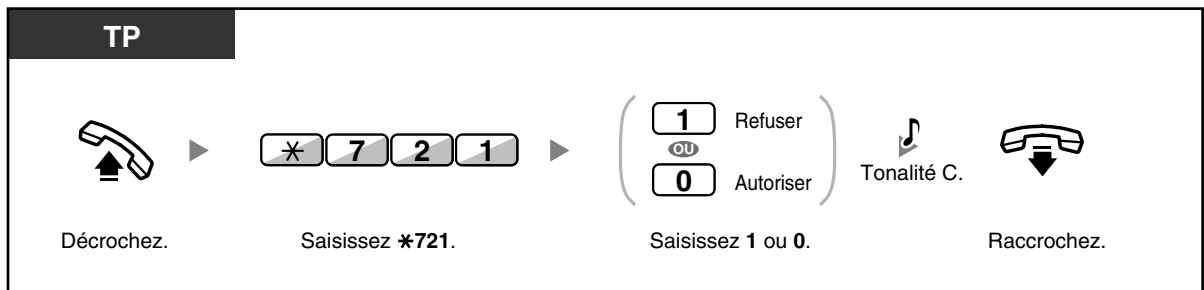 TP
✳ 7 2 1
1 Refuser
OU
0 Autoriser
Tonalité C.
Décrochez.
Saisissez ✳721.
Saisissez 1 ou 0.
Raccrochez.